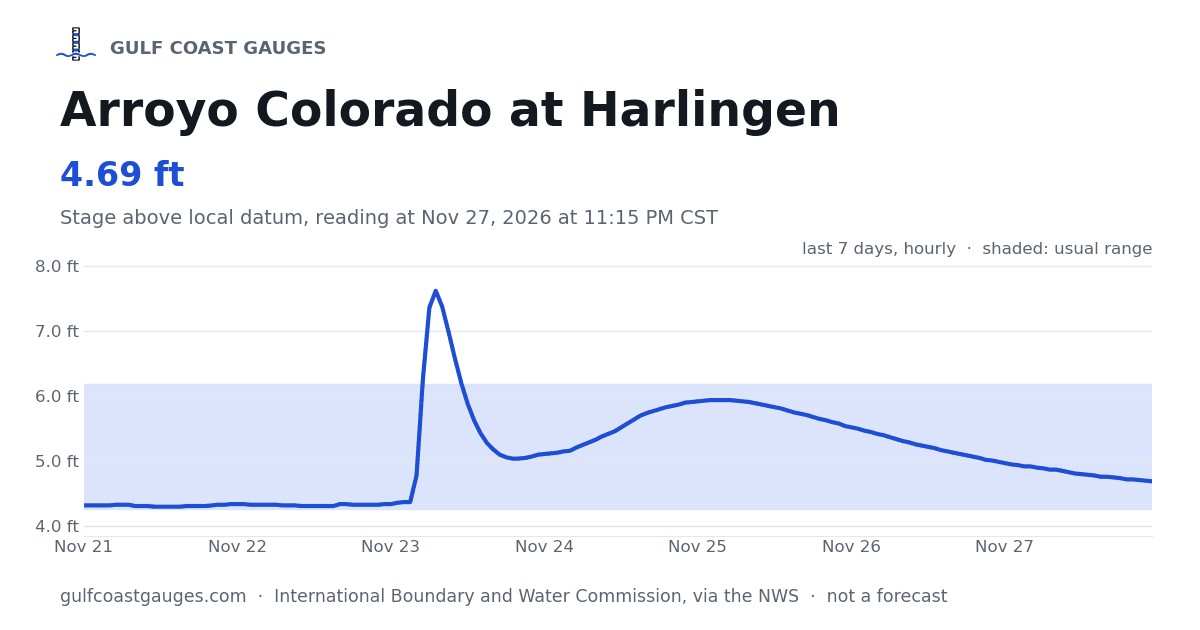 GULF COAST GAUGES
Arroyo Colorado at Harlingen
4.69 ft
Stage above local datum, reading at Nov 27, 2026 at 11:15 PM CST
last 7 days, hourly · shaded: usual range
8.0 ft
7.0 ft
6.0 ft
5.0 ft
4.0 ft
Nov 21 Nov 22 Nov 23 Nov 24 Nov 25 Nov 26 Nov 27
gulfcoastgauges.com · International Boundary and Water Commission, via the NWS · not a forecast